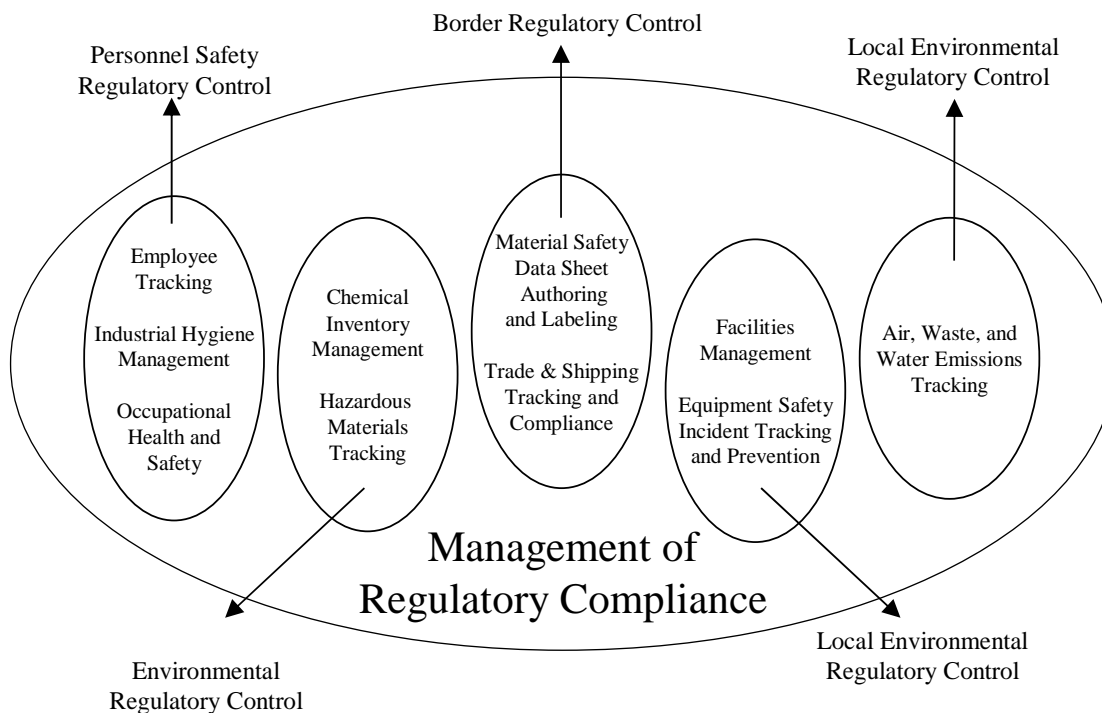 Border Regulatory Control
Personnel Safety
Regulatory Control
Local Environmental
Regulatory Control
Employee
Tracking
Industrial Hygiene
Management
Occupational
Health and
Safety
Chemical
Inventory
Management
Hazardous
Materials
Tracking
Material Safety
Data Sheet
Authoring
and Labeling
Trade & Shipping
Tracking and
Compliance
Facilities
Management
Equipment Safety
Incident Tracking
and Prevention
Air, Waste, and
Water Emissions
Tracking
Management of
Regulatory Compliance
Environmental
Regulatory Control
Local Environmental
Regulatory Control